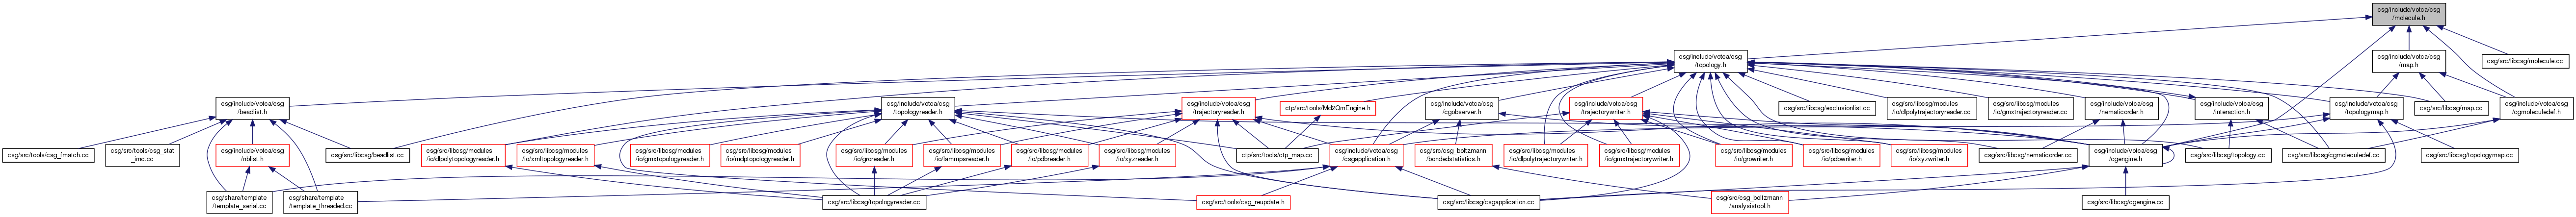 csg/include/votca/csg
/molecule.h
csg/include/votca/csg
/topology.h
csg/include/votca/csg
/map.h
csg/src/libcsg/molecule.cc
csg/include/votca/csg
/beadlist.h
csg/include/votca/csg
/topologyreader.h
csg/include/votca/csg
/trajectoryreader.h
ctp/src/tools/Md2QmEngine.h
csg/include/votca/csg
/cgobserver.h
csg/include/votca/csg
/trajectorywriter.h
csg/src/libcsg/exclusionlist.cc
csg/src/libcsg/modules
/io/dlpolytrajectoryreader.cc
csg/src/libcsg/modules
/io/gmxtrajectoryreader.cc
csg/include/votca/csg
/nematicorder.h
csg/include/votca/csg
/interaction.h
csg/include/votca/csg
/topologymap.h
csg/src/libcsg/map.cc
csg/include/votca/csg
/cgmoleculedef.h
csg/src/tools/csg_fmatch.cc
csg/src/tools/csg_stat
_imc.cc
csg/include/votca/csg
/nblist.h
csg/src/libcsg/beadlist.cc
csg/src/libcsg/modules
/io/dlpolytopologyreader.h
csg/src/libcsg/modules
/io/xmltopologyreader.h
csg/src/libcsg/modules
/io/gmxtopologyreader.h
csg/src/libcsg/modules
/io/mdptopologyreader.h
csg/src/libcsg/modules
/io/groreader.h
csg/src/libcsg/modules
/io/lammpsreader.h
csg/src/libcsg/modules
/io/pdbreader.h
csg/src/libcsg/modules
/io/xyzreader.h
ctp/src/tools/ctp_map.cc
csg/include/votca/csg
/csgapplication.h
csg/src/csg_boltzmann
/bondedstatistics.h
csg/src/libcsg/modules
/io/dlpolytrajectorywriter.h
csg/src/libcsg/modules
/io/gmxtrajectorywriter.h
csg/src/libcsg/modules
/io/growriter.h
csg/src/libcsg/modules
/io/pdbwriter.h
csg/src/libcsg/modules
/io/xyzwriter.h
csg/src/libcsg/nematicorder.cc
csg/include/votca/csg
/cgengine.h
csg/src/libcsg/topology.cc
csg/src/libcsg/cgmoleculedef.cc
csg/src/libcsg/topologymap.cc
csg/share/template
/template_serial.cc
csg/share/template
/template_threaded.cc
csg/src/libcsg/topologyreader.cc
csg/src/tools/csg_reupdate.h
csg/src/libcsg/csgapplication.cc
csg/src/csg_boltzmann
/analysistool.h
csg/src/libcsg/cgengine.cc